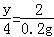 y/4 = 2/0.2g